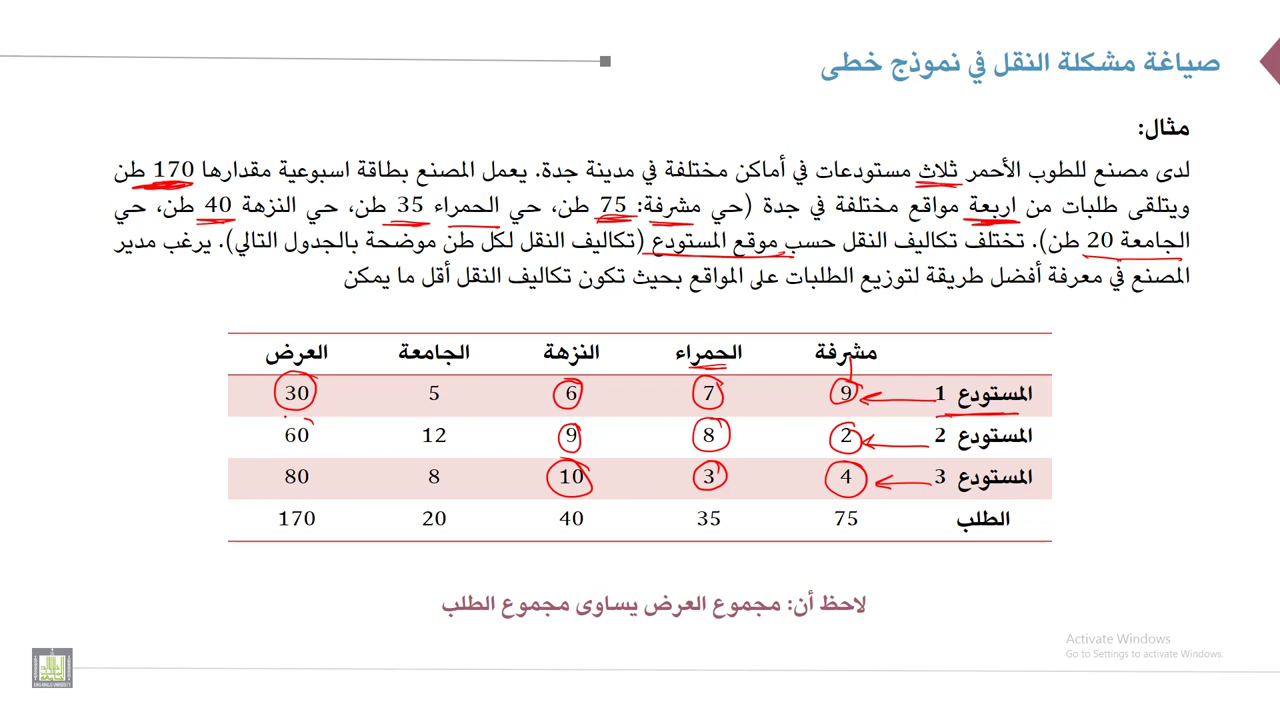 صياغة مشكلة النقل في نموذج خطى
مثال:
لدى مصنع للطوب الأحمر ثلاث مستودعات في أماكن مختلفة في مدينة جدة. يعمل المصنع بطاقة اسبوعية مقدارها 170 طن
ويتلقى طلبات من اربعة مواقع مختلفة في جدة (حي مشرفة: 75 طن، حي الحمراء 35 طن، حي النزهة 40 طن، حي
الجامعة 20 طن). تختلف تكاليف النقل حسب موقع المستودع (تكاليف النقل لكل طن موضحة بالجدول التالي). يرغب مدير
المصنع في معرفة أفضل طريقة لتوزيع الطلبات على المواقع بحيث تكون تكاليف النقل أقل ما يمكن
مشرفة الحمراء النزهة الجامعة العرض
المستودع 1 9 7 6 5 30
المستودع 2 2 8 9 12 60
المستودع 3 4 3 10 8 80
الطلب 75 35 40 20 170
لاحظ أن: مجموع العرض يساوى مجموع الطلب
Activate Windows
Go to Settings to activate Windows.